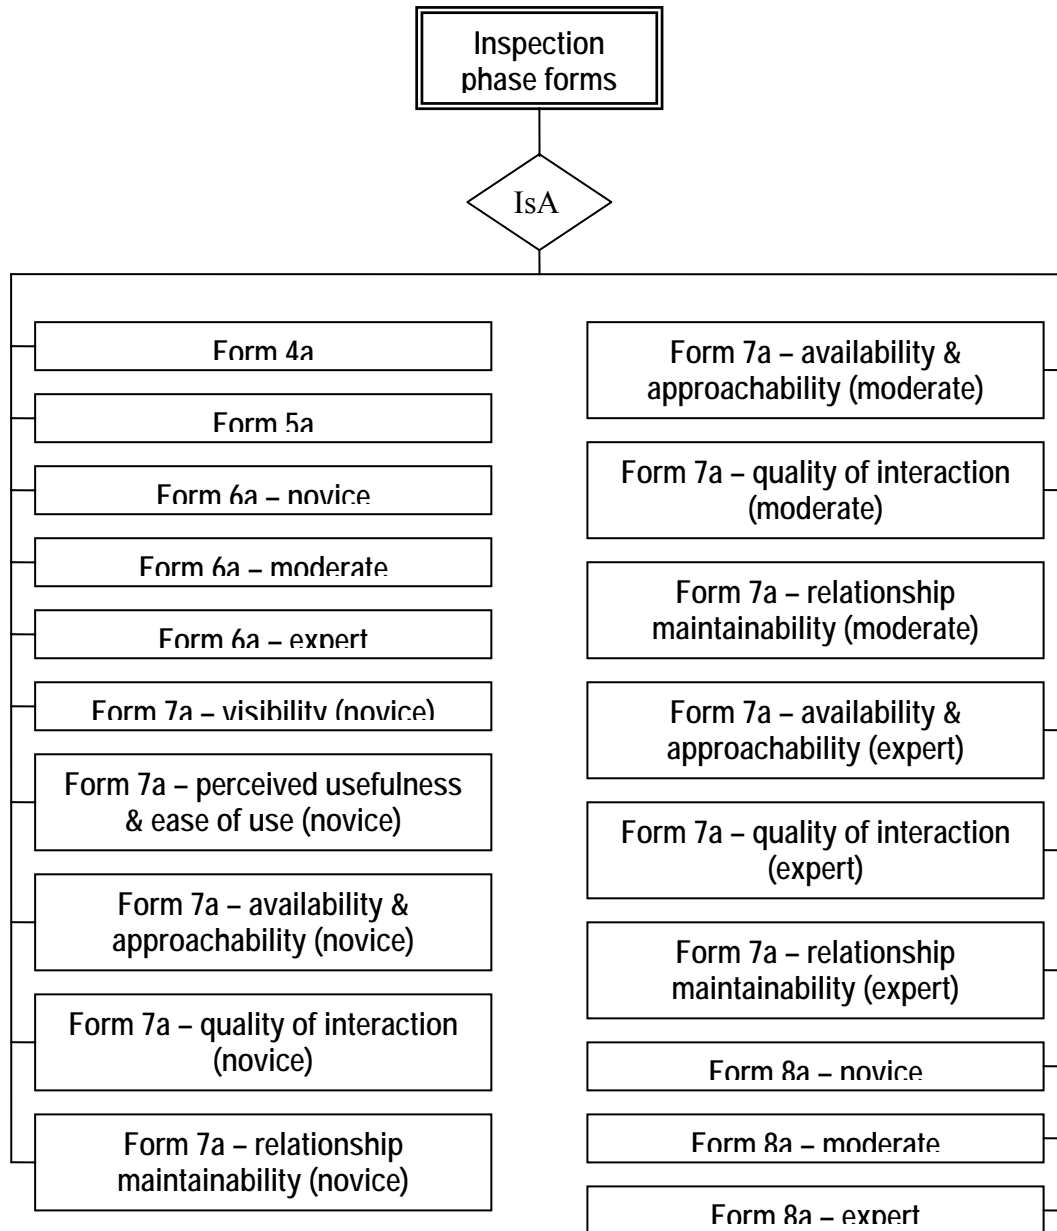 Inspection
phase forms
IsA
Form 4a
Form 5a
Form 6a – novice
Form 6a – moderate
Form 6a – expert
Form 7a – visibility (novice)
Form 7a – perceived usefulness
& ease of use (novice)
Form 7a – availability &
approachability (novice)
Form 7a – quality of interaction
(novice)
Form 7a – relationship
maintainability (novice)
Form 7a – availability &
approachability (moderate)
Form 7a – quality of interaction
(moderate)
Form 7a – relationship
maintainability (moderate)
Form 7a – availability &
approachability (expert)
Form 7a – quality of interaction
(expert)
Form 7a – relationship
maintainability (expert)
Form 8a – novice
Form 8a – moderate
Form 8a – expert